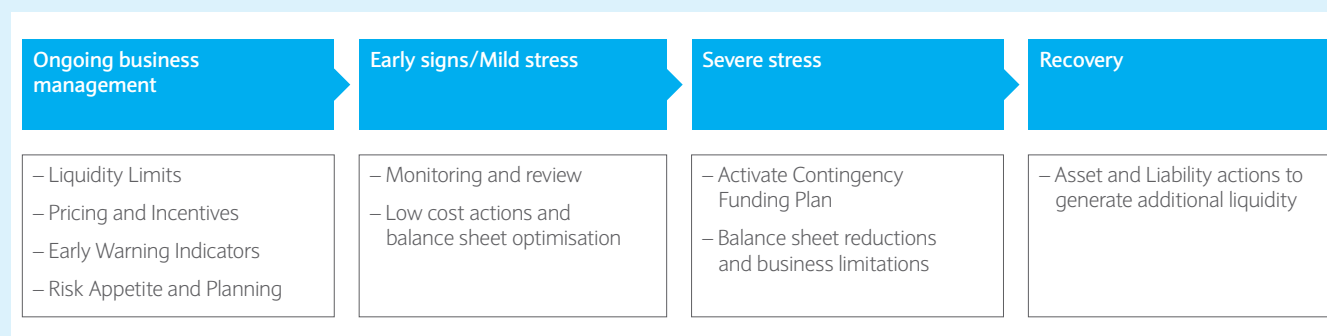 Ongoing business
management
Early signs/Mild stress
Severe stress
Recovery
– Liquidity Limits
– Pricing and Incentives
– Early Warning Indicators
– Risk Appetite and Planning
– Monitoring and review
– Low cost actions and
balance sheet optimisation
– Activate Contingency
Funding Plan
– Balance sheet reductions
and business limitations
– Asset and Liability actions to
generate additional liquidity